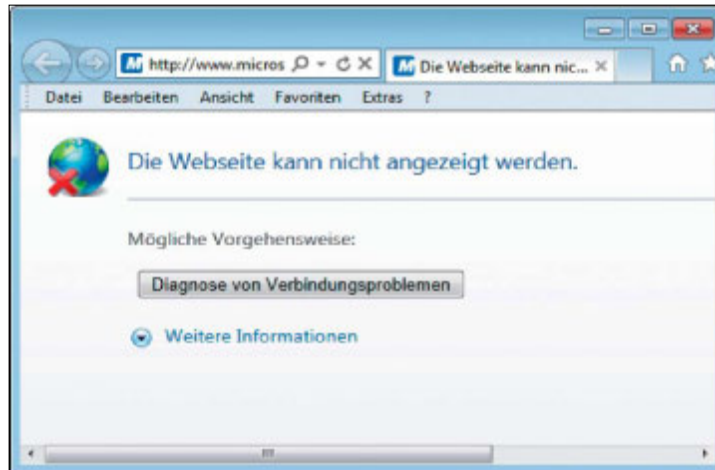 http://www.micros
Die Webseite kann nic...
Datei Bearbeiten Ansicht Favoriten Extras ?
Die Webseite kann nicht angezeigt werden.
Mögliche Vorgehensweise:
Diagnose von Verbindungsproblemen
Weitere Informationen